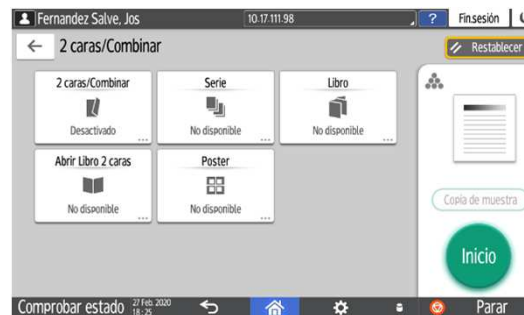 Fernandez Salve, Jos
10.17.111.98
?
Fin.sesión
2 caras/Combinar
Restablecer
2 caras/Combinar
Desactivado
Serie
No disponible
Libro
No disponible
Abrir Libro 2 caras
No disponible
Poster
No disponible
Copia de muestra
Inicio
Comprobar estado
27 Feb. 2020
18:25
Parar